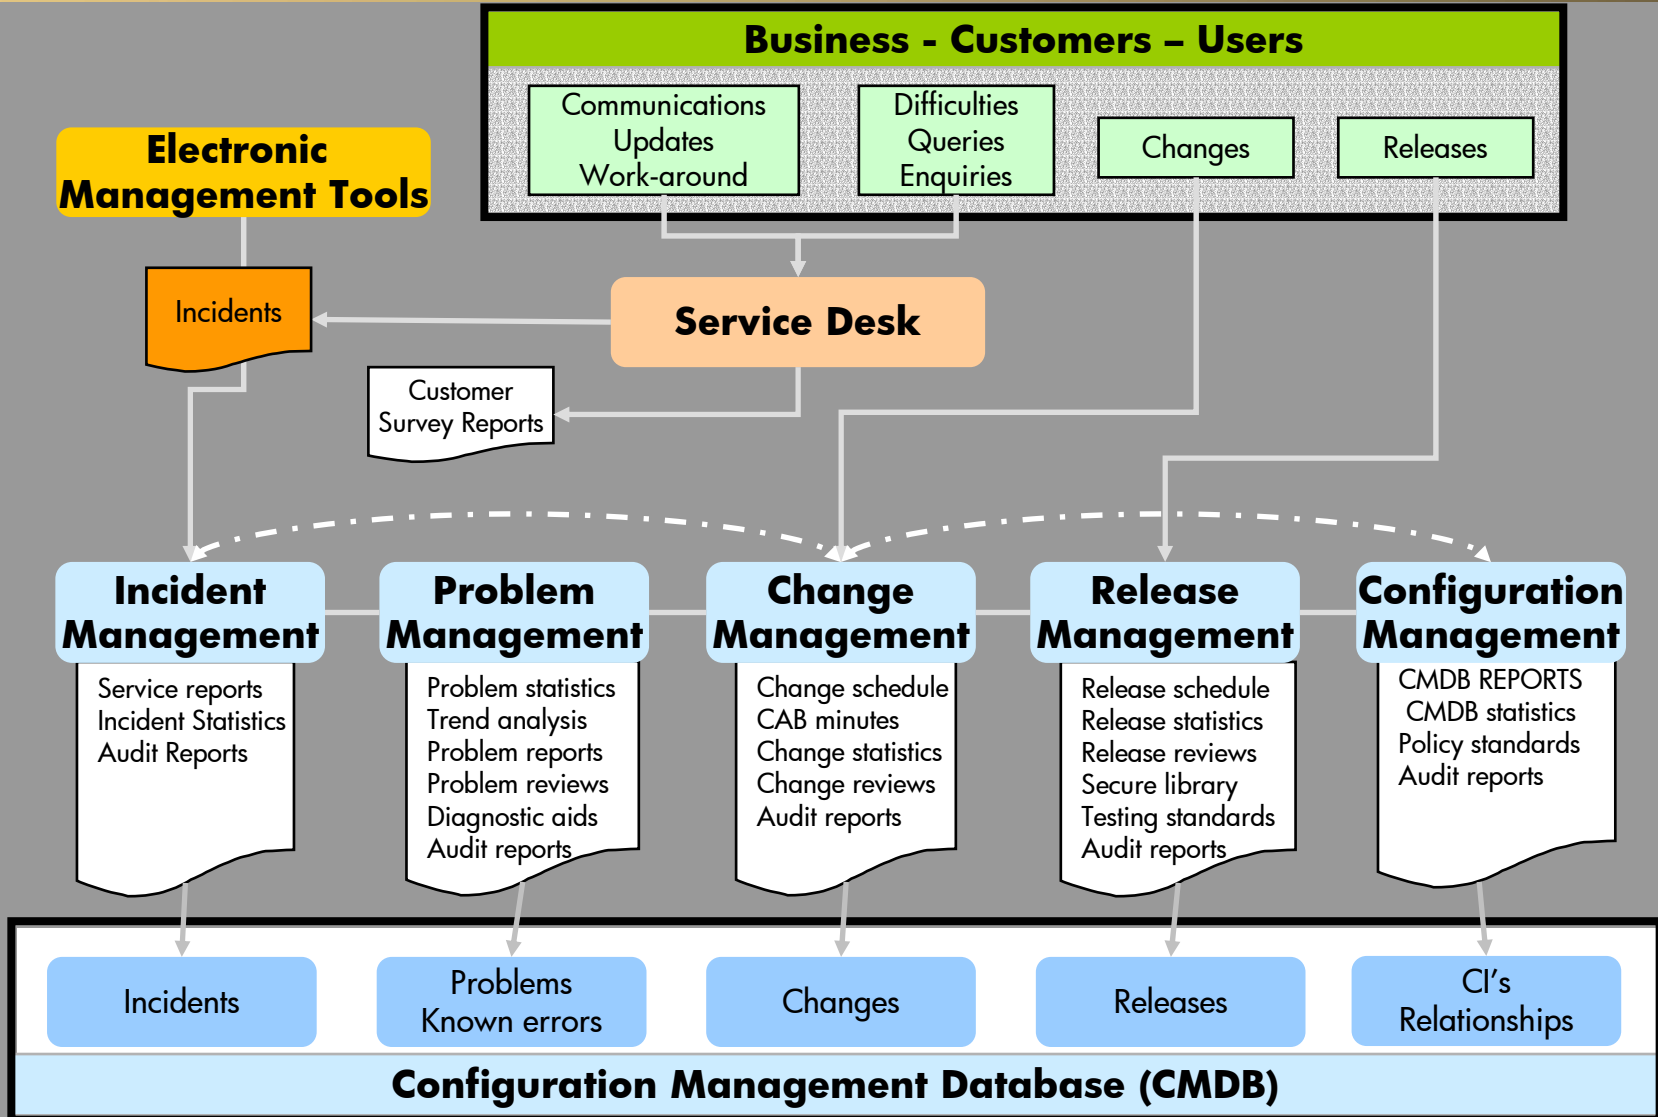 Business - Customers – Users
Communications
Updates
Work-around
Difficulties
Queries
Enquiries
Changes
Releases
Electronic
Management Tools
Incidents
Service Desk
Customer
Survey Reports
Incident
Management
Problem
Management
Change
Management
Release
Management
Configuration
Management
Service reports
Incident Statistics
Audit Reports
Problem statistics
Trend analysis
Problem reports
Problem reviews
Diagnostic aids
Audit reports
Change schedule
CAB minutes
Change statistics
Change reviews
Audit reports
Release schedule
Release statistics
Release reviews
Secure library
Testing standards
Audit reports
CMDB REPORTS
CMDB statistics
Policy standards
Audit reports
Incidents
Problems
Known errors
Changes
Releases
CI's
Relationships
Configuration Management Database (CMDB)